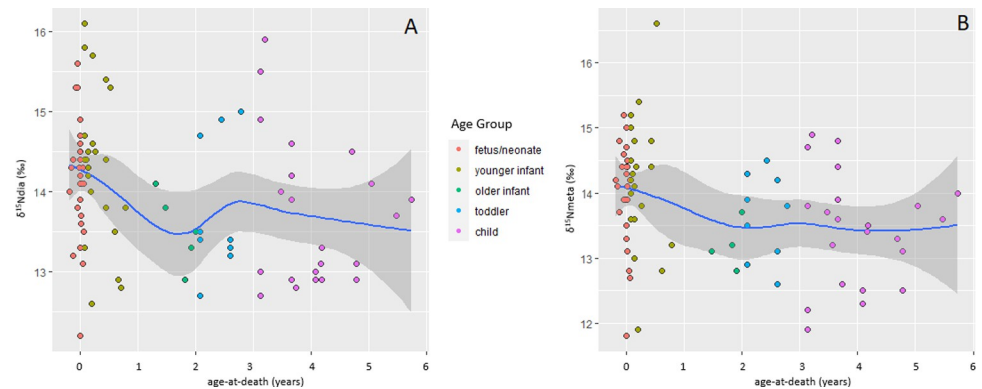 A
16
15
14
13
δ¹⁵Ndia (‰)
0 1 2 3 4 5 6
age-at-death (years)
Age Group
fetus/neonate
younger infant
older infant
toddler
child
B
16
15
14
13
12
δ¹⁵Nmeta (‰)
0 1 2 3 4 5 6
age-at-death (years)